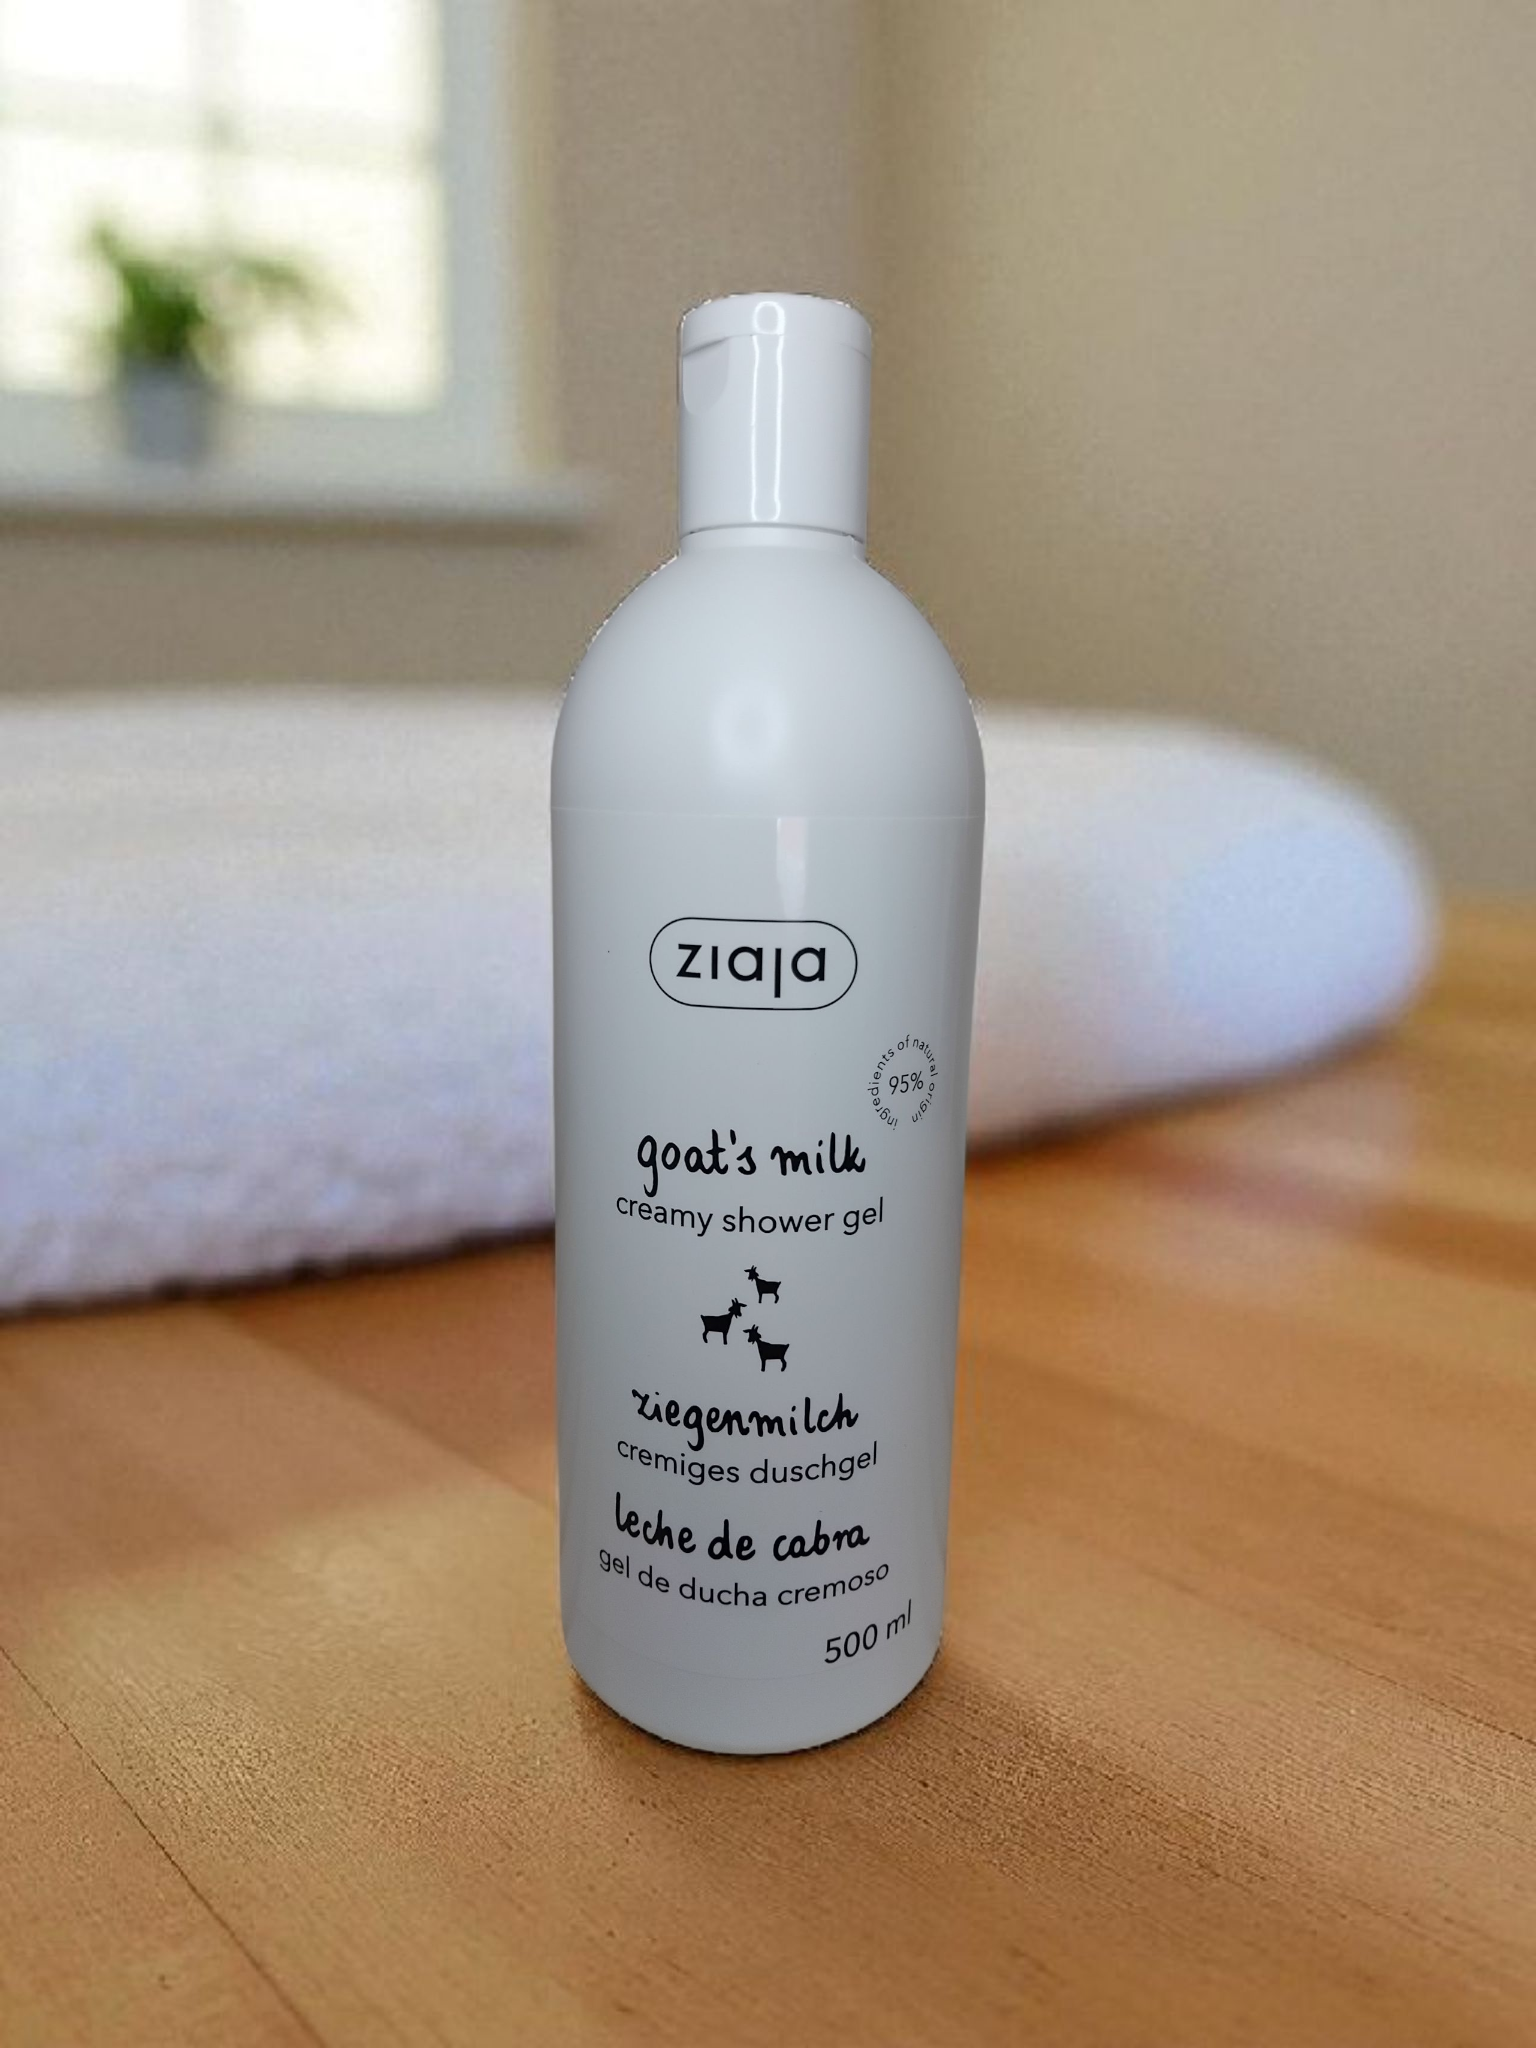 ziaja
ingredients of natural origin
95%
goat's milk
creamy shower gel
ziegenmilch
cremiges duschgel
leche de cabra
gel de ducha cremoso
500 ml